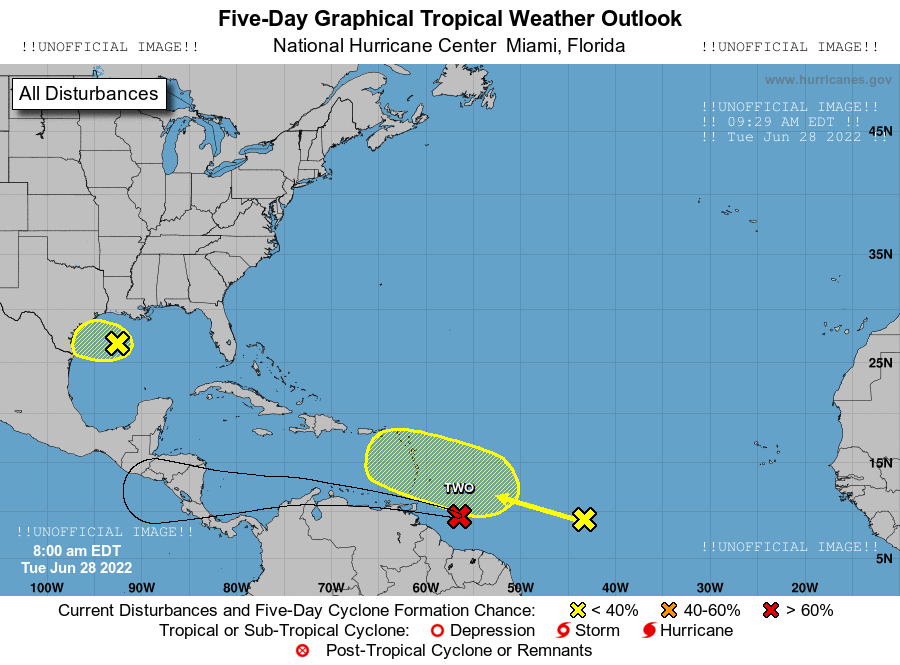 Five-Day Graphical Tropical Weather Outlook
!!UNOFFICIAL IMAGE!! National Hurricane Center Miami, Florida !!UNOFFICIAL IMAGE!!
www.hurricanes.gov
All Disturbances
!!UNOFFICIAL IMAGE!!
!! 09:29 AM EDT !!
!! Tue Jun 28 2022 !!
45N
35N
25N
15N
TWO
!!UNOFFICIAL IMAGE!!
8:00 am EDT
Tue Jun 28 2022
!!UNOFFICIAL IMAGE!!
5N
100W 90W 80W 70W 60W 50W 40W 30W 20W
Current Disturbances and Five-Day Cyclone Formation Chance: < 40% 40-60% > 60%
Tropical or Sub-Tropical Cyclone: Depression Storm Hurricane
Post-Tropical Cyclone or Remnants